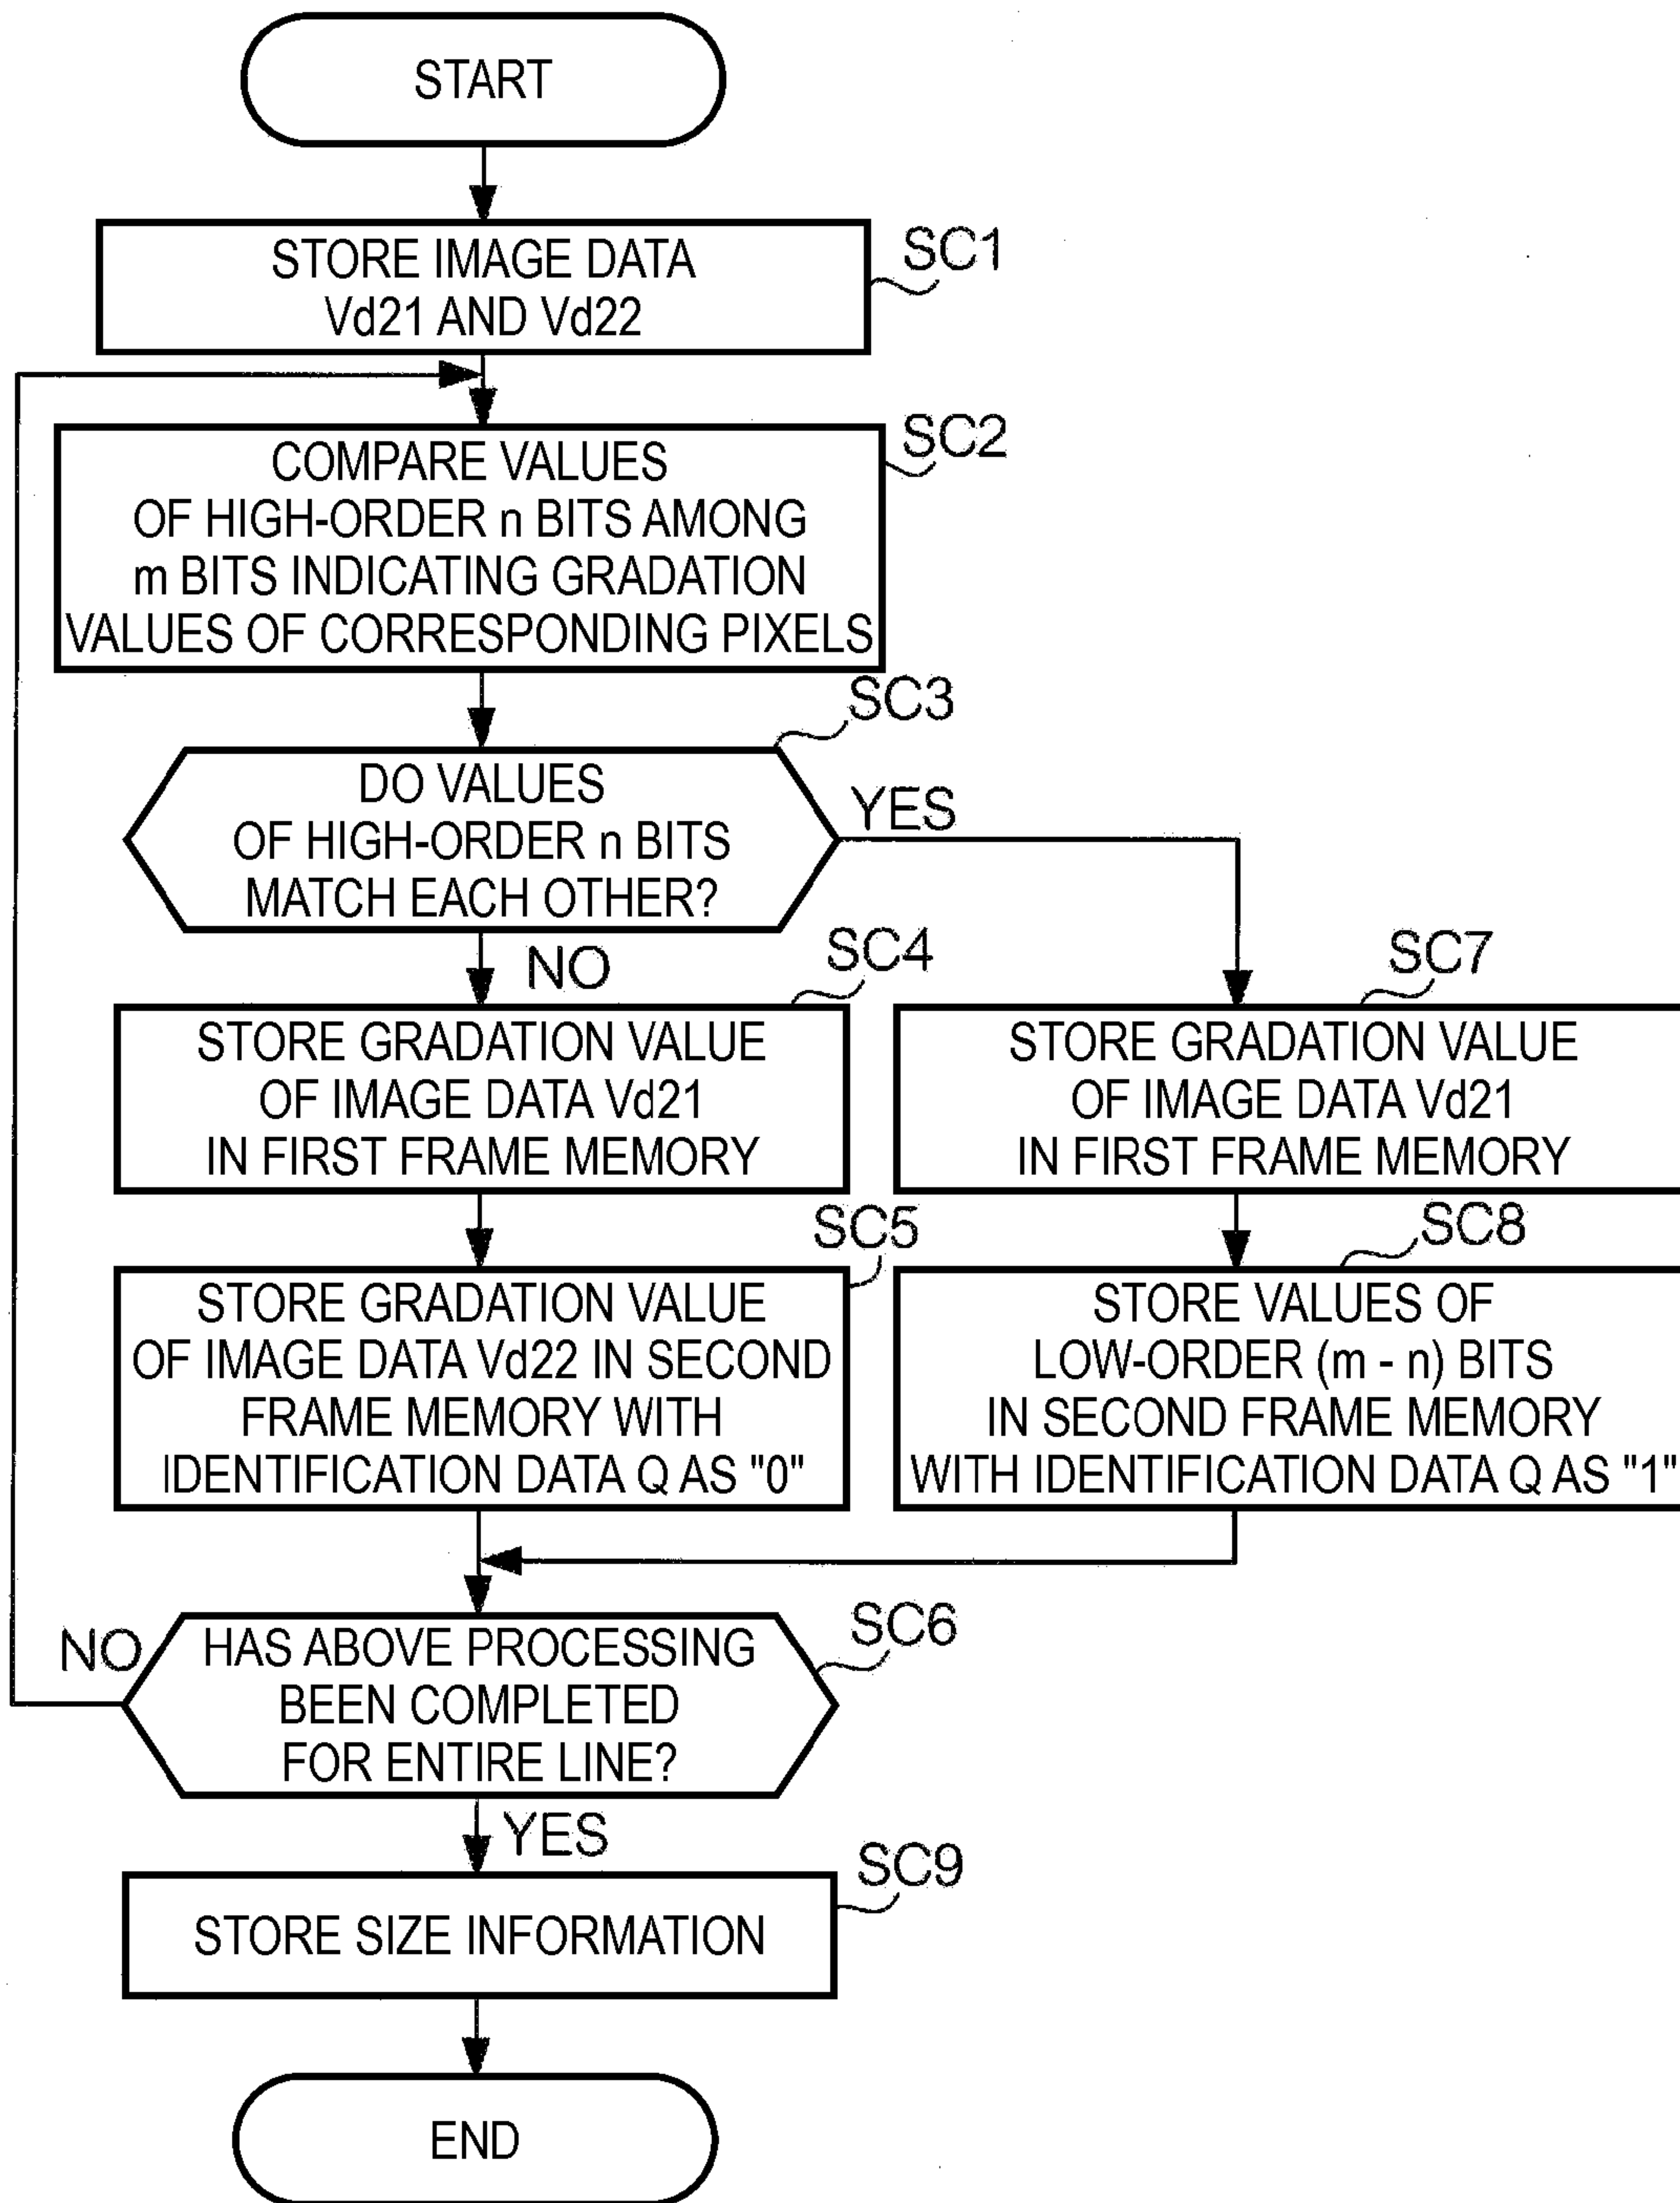 START
STORE IMAGE DATA
Vd21 AND Vd22
SC1
COMPARE VALUES
OF HIGH-ORDER n BITS AMONG
m BITS INDICATING GRADATION
VALUES OF CORRESPONDING PIXELS
SC2
DO VALUES
OF HIGH-ORDER n BITS
MATCH EACH OTHER?
SC3
YES
NO
STORE GRADATION VALUE
OF IMAGE DATA Vd21
IN FIRST FRAME MEMORY
SC4
STORE GRADATION VALUE
OF IMAGE DATA Vd21
IN FIRST FRAME MEMORY
SC7
STORE GRADATION VALUE
OF IMAGE DATA Vd22 IN SECOND
FRAME MEMORY WITH
IDENTIFICATION DATA Q AS "0"
SC5
STORE VALUES OF
LOW-ORDER (m - n) BITS
IN SECOND FRAME MEMORY
WITH IDENTIFICATION DATA Q AS "1"
SC8
HAS ABOVE PROCESSING
BEEN COMPLETED
FOR ENTIRE LINE?
SC6
NO
YES
STORE SIZE INFORMATION
SC9
END